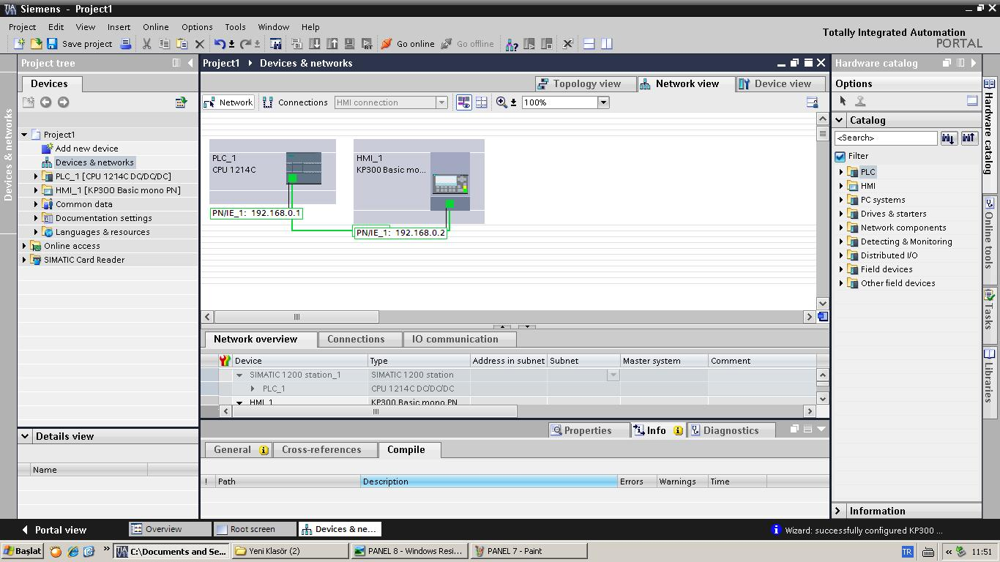 Siemens - Project1
Project Edit View Insert Online Options Tools Window Help
Totally Integrated Automation
PORTAL
Save project Go online Go offline
Project tree
Devices
Project1
Add new device
Devices & networks
PLC_1 [CPU 1214C DC/DC/DC]
HMI_1 [KP300 Basic mono PN]
Common data
Documentation settings
Languages & resources
Online access
SIMATIC Card Reader
Details view
Name
Devices & networks
Project1 Devices & networks
Topology view Network view Device view
Network Connections HMI connection 100%
PLC_1
CPU 1214C
HMI_1
KP300 Basic mo...
PN/IE_1: 192.168.0.1
PN/IE_1: 192.168.0.2
Network overview Connections IO communication
Device Type Address in subnet Subnet Master system Comment
SIMATIC 1200 station_1 SIMATIC 1200 station
PLC_1 CPU 1214C DC/DC/DC
HMI_1 KP300 Basic mono PN
Properties Info Diagnostics
General Cross-references Compile
! Path Description Errors Warnings Time
Hardware catalog
Options
Catalog
<Search>
Filter
PLC
HMI
PC systems
Drives & starters
Network components
Detecting & Monitoring
Distributed I/O
Field devices
Other field devices
Information
Hardware catalog
Online tools
Tasks
Libraries
Portal view Overview Root screen Devices & ne... Wizard: successfully configured KP300 ...
Başlat C:\Documents and Se... Yeni Klasör (2) PANEL 8 - Windows Resi... PANEL 7 - Paint TR 11:51